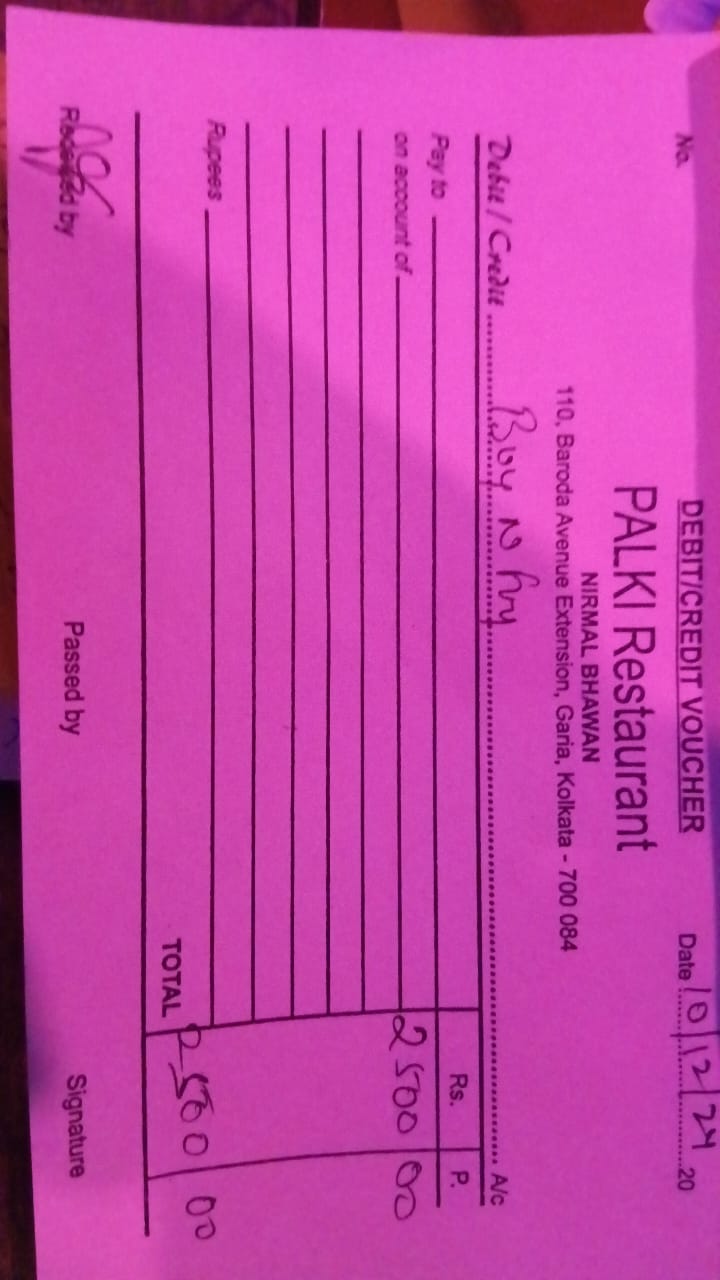 DEBIT/CREDIT VOUCHER
No. Date 10/12/24 20
PALKI Restaurant
NIRMAL BHAWAN
110, Baroda Avenue Extension, Garia, Kolkata - 700 084
Debit / Credit Buy N fry A/c
Pay to Rs. P.
on account of 2500 00
Rupees
TOTAL 2500 00
Received by Passed by Signature